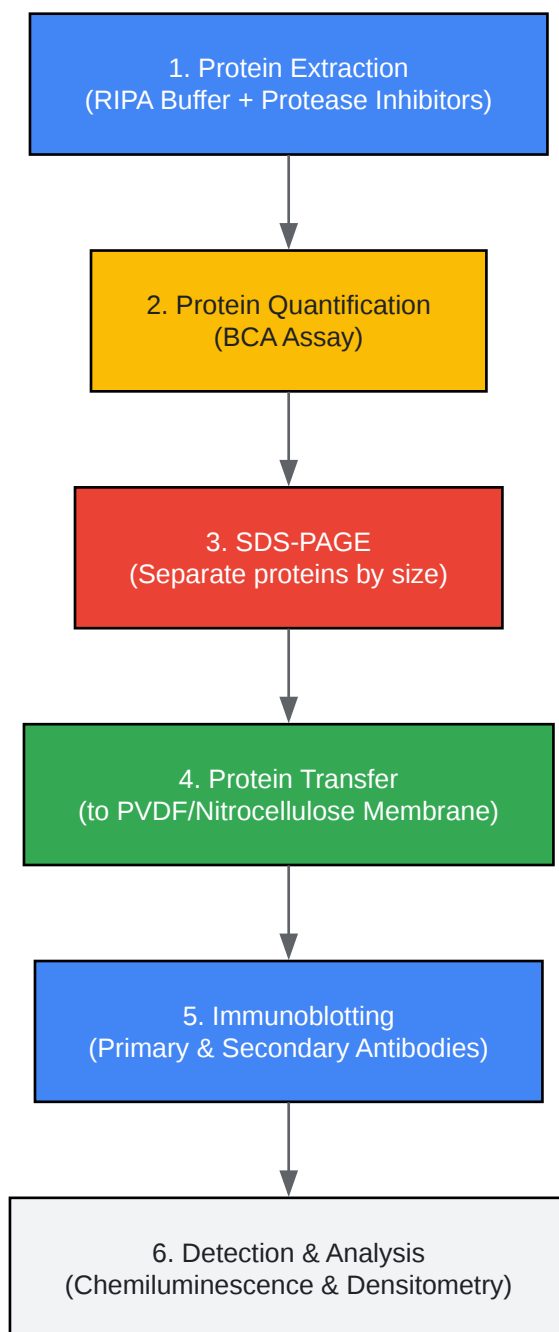 1. Protein Extraction
(RIPA Buffer + Protease Inhibitors)
2. Protein Quantification
(BCA Assay)
3. SDS-PAGE
(Separate proteins by size)
4. Protein Transfer
(to PVDF/Nitrocellulose Membrane)
5. Immunoblotting
(Primary & Secondary Antibodies)
6. Detection & Analysis
(Chemiluminescence & Densitometry)